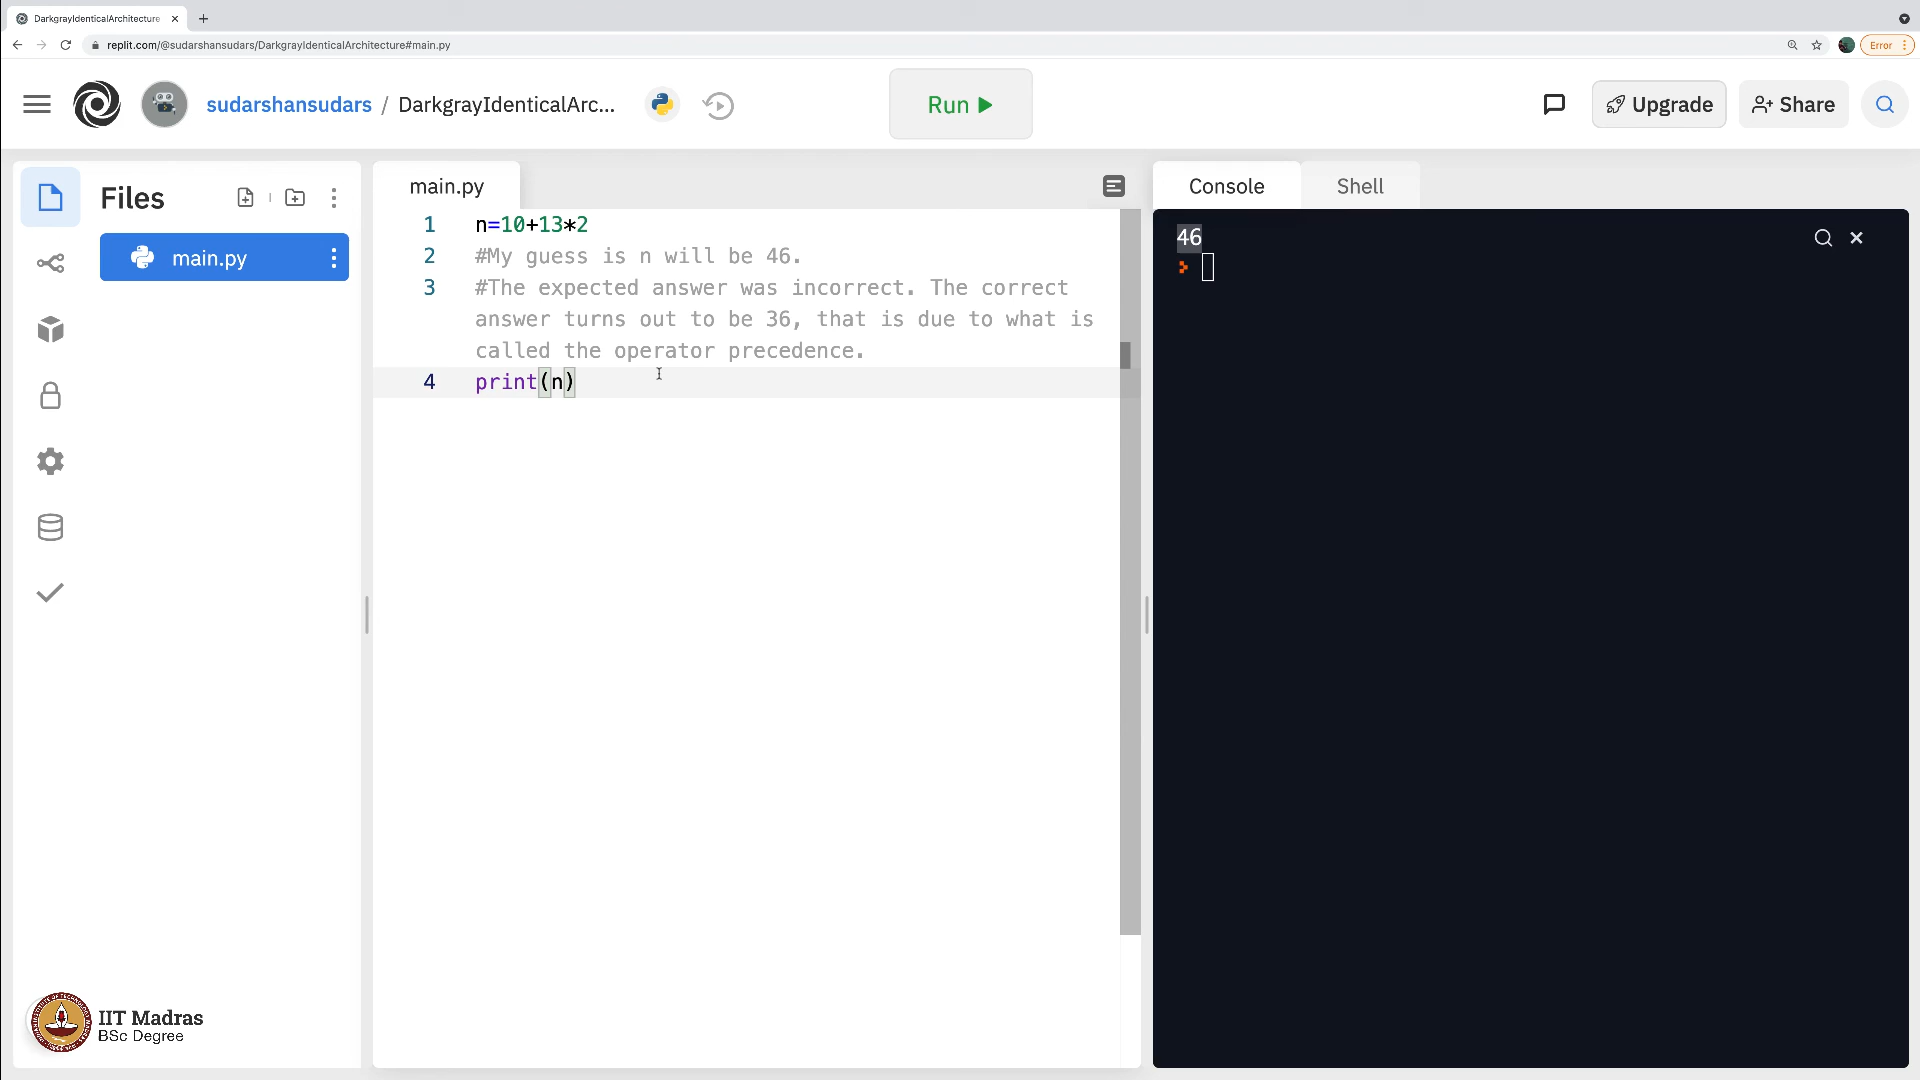 DarkgrayIdenticalArchitecture
replit.com/@sudarshansudars/DarkgrayIdenticalArchitecture#main.py
Error
sudarshansudars / DarkgrayIdenticalArc...
Run
Upgrade
Share
Files
main.py
main.py
1 n=10+13*2
2 #My guess is n will be 46.
3 #The expected answer was incorrect. The correct
answer turns out to be 36, that is due to what is
called the operator precedence.
4 print(n)
Console
Shell
46
IIT Madras
BSc Degree